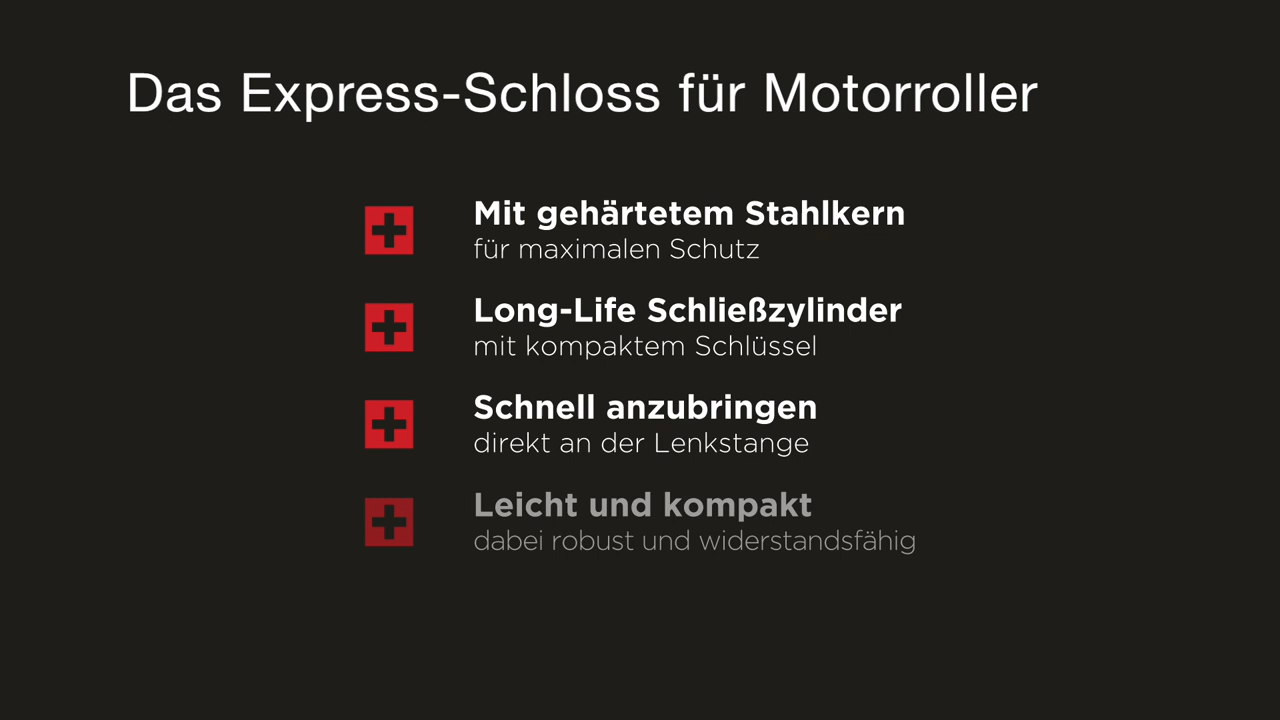 Das Express-Schloss für Motorroller
Mit gehärtetem Stahlkern
für maximalen Schutz
Long-Life Schließzylinder
mit kompaktem Schlüssel
Schnell anzubringen
direkt an der Lenkstange
Leicht und kompakt
dabei robust und widerstandsfähig